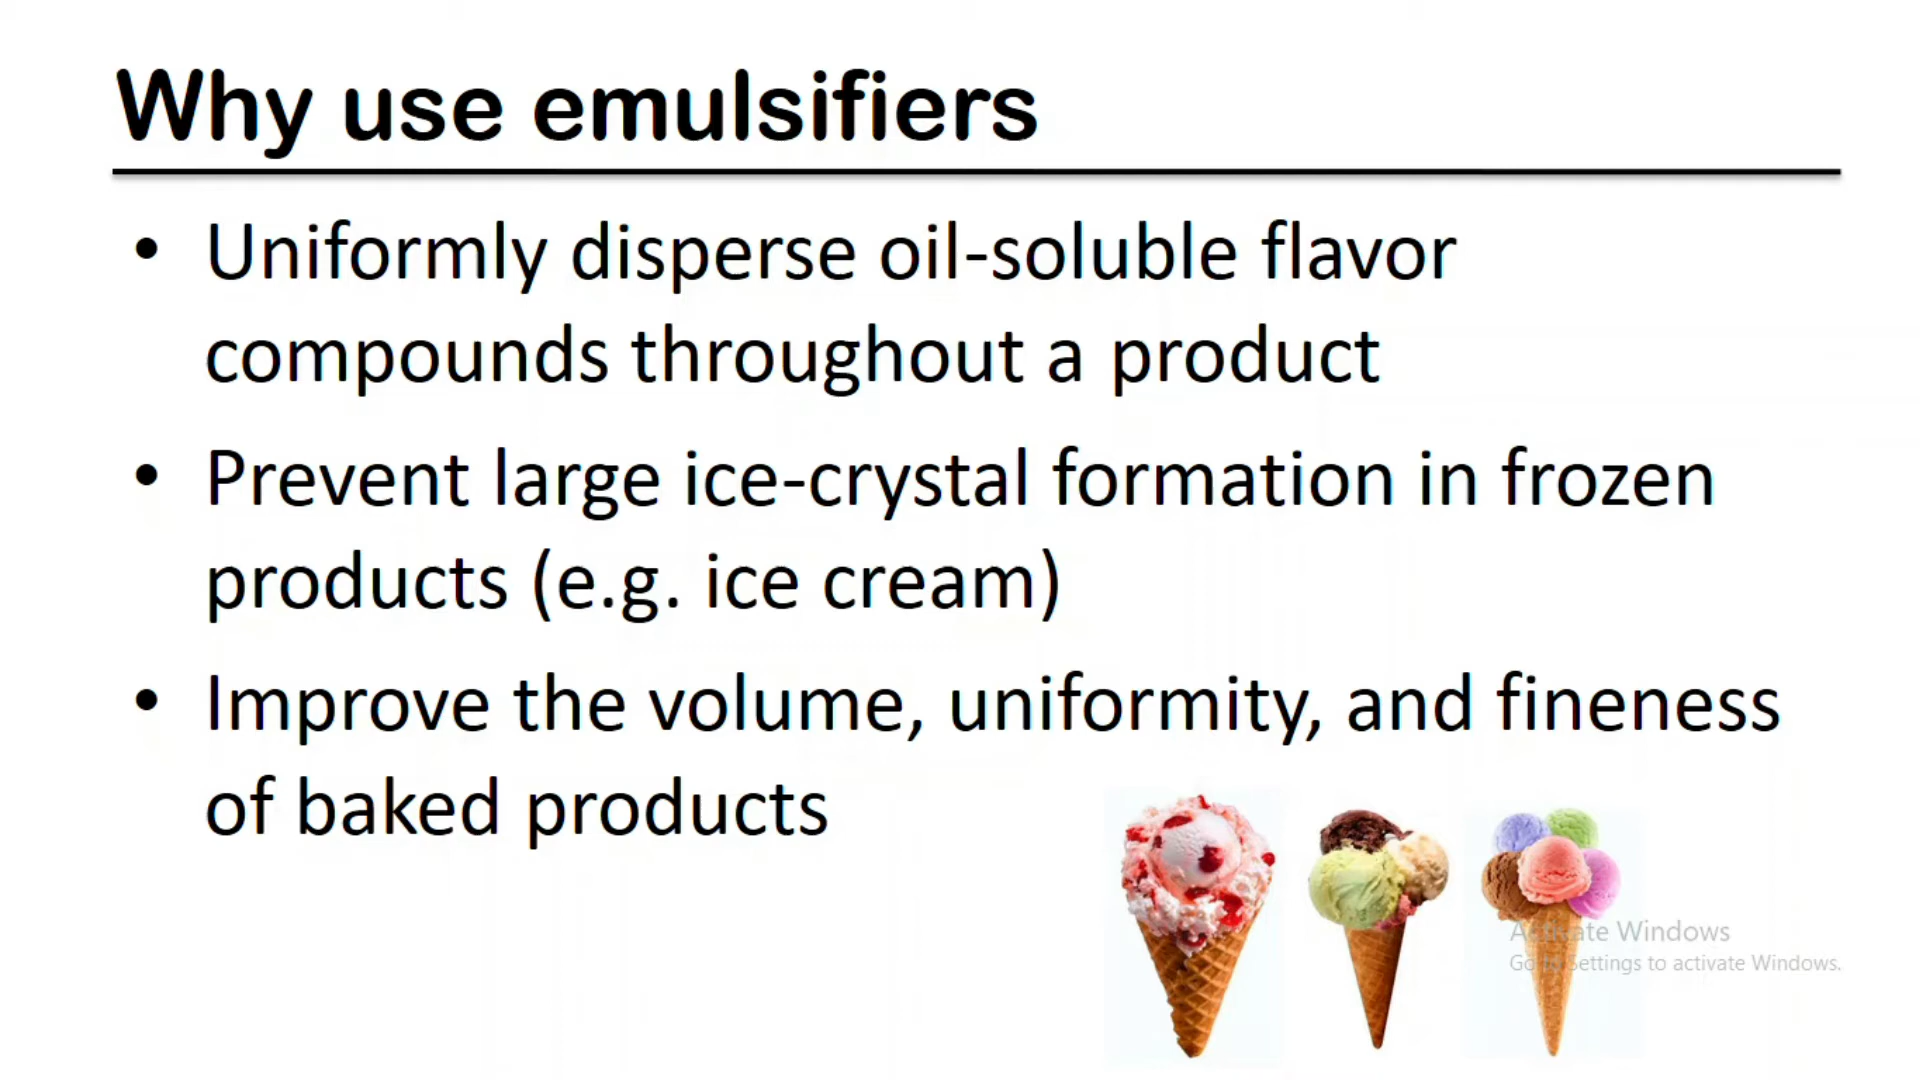 Why use emulsifiers
• Uniformly disperse oil-soluble flavor
compounds throughout a product
• Prevent large ice-crystal formation in frozen
products (e.g. ice cream)
• Improve the volume, uniformity, and fineness
of baked products
Activate Windows
Go to Settings to activate Windows.